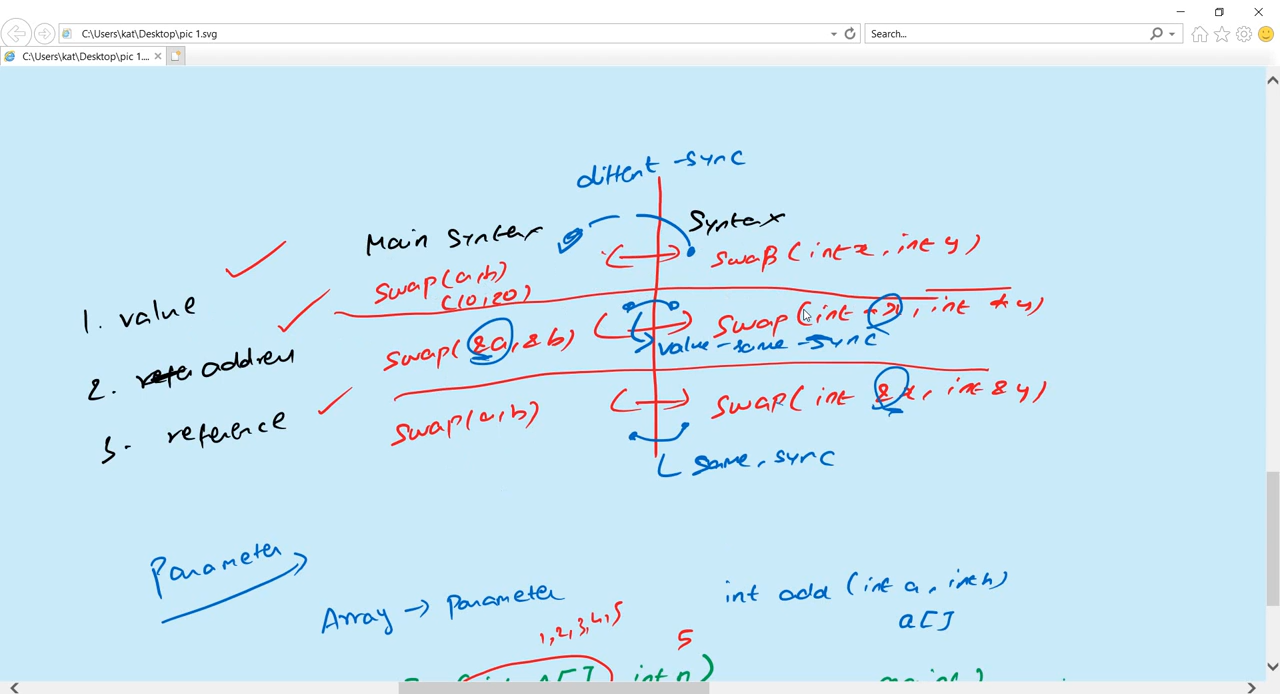 C:\Users\kat\Desktop\pic 1.svg
Search...
C:\Users\kat\Desktop\pic 1....
diffent - sync
Main syntax
Syntax
1. value
swap(a,b)
(10,20)
swap(int x, int y)
2. address
swap(&a, &b)
swap(int *x, int *y)
value - same - sync
3. reference
swap(a,b)
swap(int &x, int &y)
same, sync
Parameter
Array → parameter
int add (int a, int b)
a[]
1,2,3,4,5
5
a[] int n)
main()